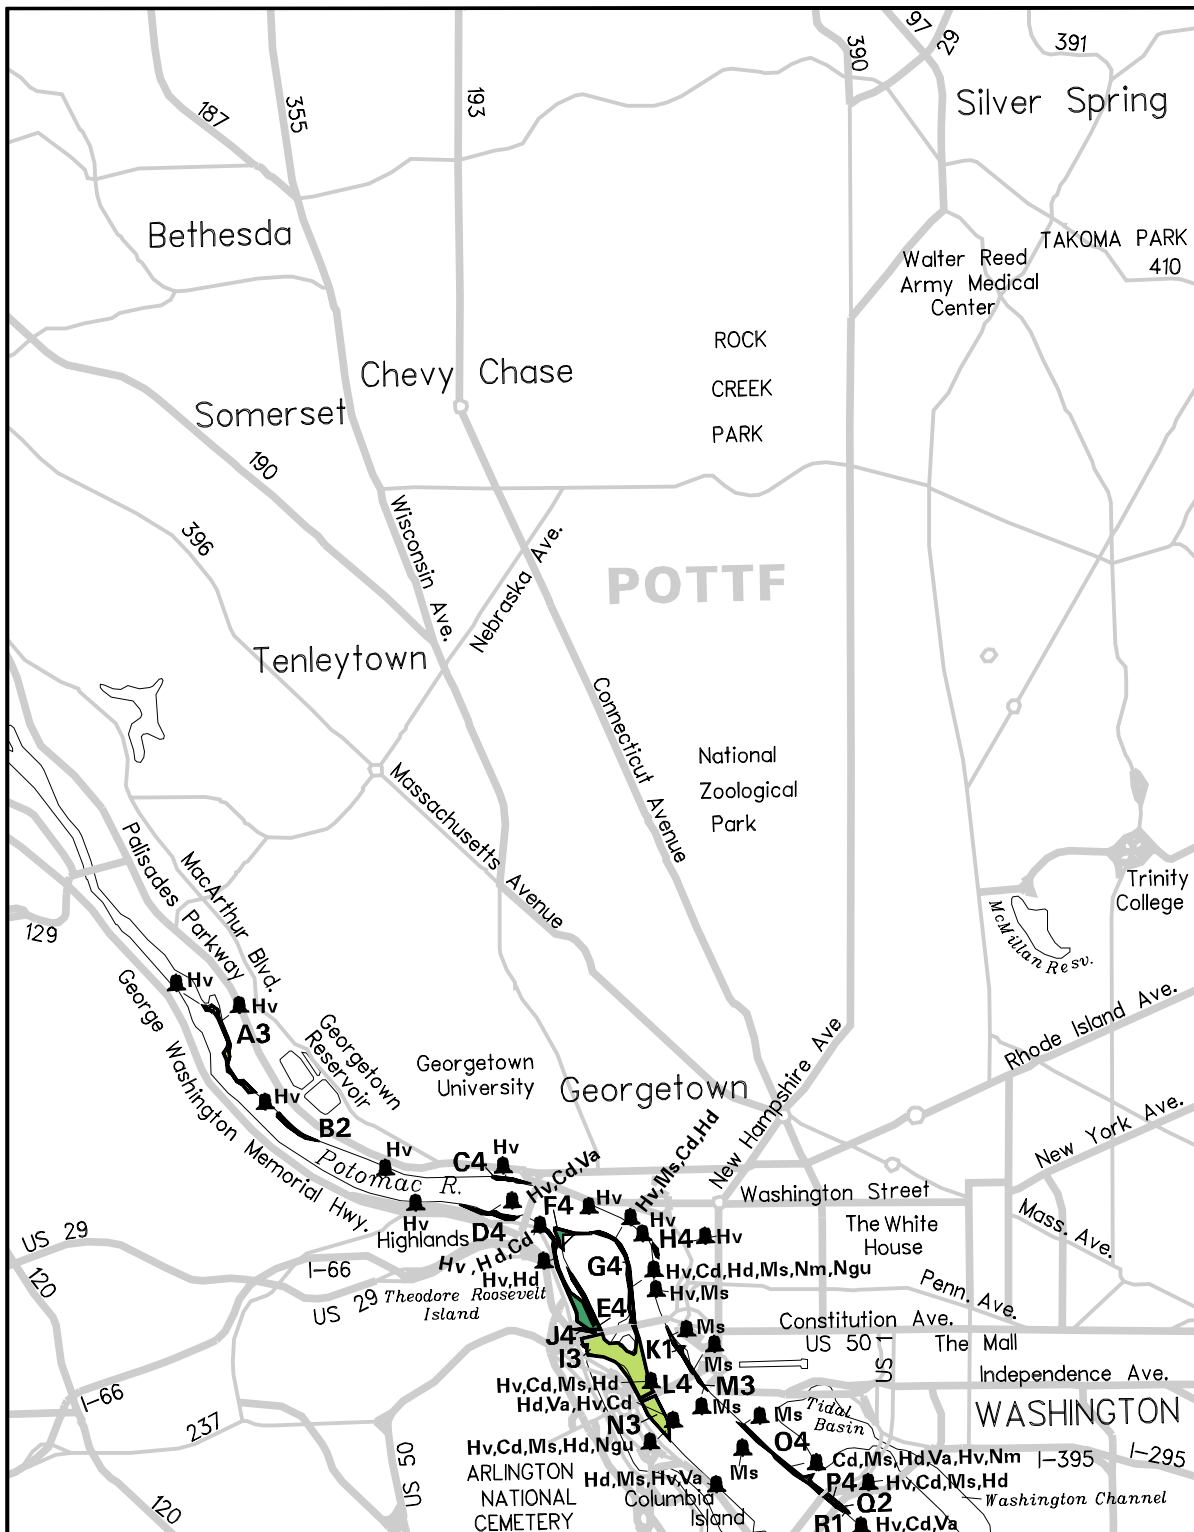 97
29
390
391
187
355
193
Silver Spring
Bethesda
TAKOMA PARK
410
Walter Reed
Army Medical
Center
ROCK
CREEK
PARK
Chevy Chase
Somerset
190
396
Wisconsin Ave.
Nebraska Ave.
POTTF
Tenleytown
Connecticut Avenue
National
Zoological
Park
Massachusetts Avenue
Palisades Parkway
MacArthur Blvd.
Trinity
College
McMillan Resv.
129
George Washington Memorial Hwy.
Hv
Hv
A3
Georgetown
Reservoir
Georgetown
University
Georgetown
New Hampshire Ave
Rhode Island Ave.
New York Ave.
Hv
B2
Hv
Hv
C4
Potomac R.
Hv,Cd,Va
Hv,Ms,Cd,Hd
Washington Street
Mass. Ave.
Hv
Highlands
D4
F4
Hv
Hv
H4
Hv
The White
House
US 29
120
I-66
Hv,Hd,Cd
Hv,Hd
G4
Hv,Cd,Hd,Ms,Nm,Ngu
Hv,Ms
Penn. Ave.
US 29
Theodore Roosevelt
Island
E4
J4
I3
K1
Ms
Ms
Constitution Ave.
US 50
US 1
The Mall
Independence Ave.
I-66
Hv,Cd,Ms,Hd
L4
M3
Hd,Va,Hv,Cd
Ms
Ms
Tidal
Basin
WASHINGTON
237
N3
Hv,Cd,Ms,Hd,Ngu
O4
Ms
Cd,Ms,Hd,Va,Hv,Nm
I-395
I-295
US 50
ARLINGTON
NATIONAL
CEMETERY
Hd,Ms,Hv,Va
Columbia
Island
P4
Hv,Cd,Ms,Hd
Q2
Washington Channel
120
R1
Hv,Cd,Va